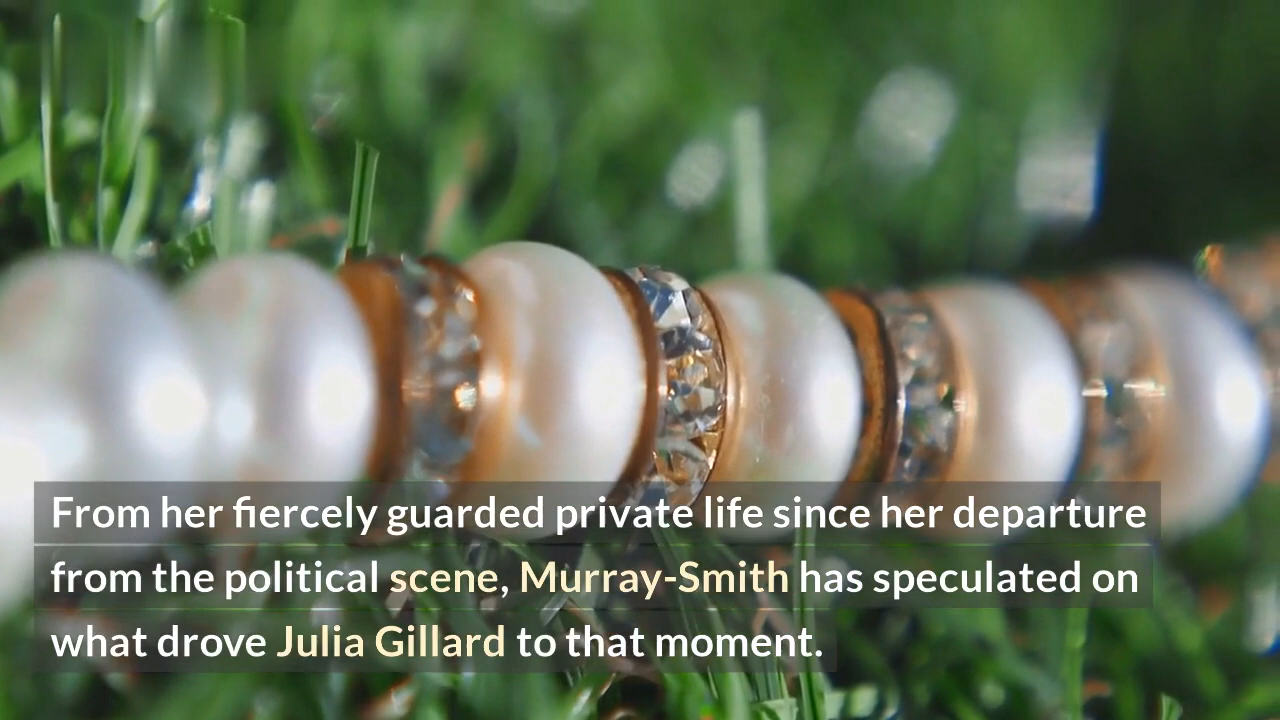 From her fiercely guarded private life since her departure
from the political scene, Murray-Smith has speculated on
what drove Julia Gillard to that moment.